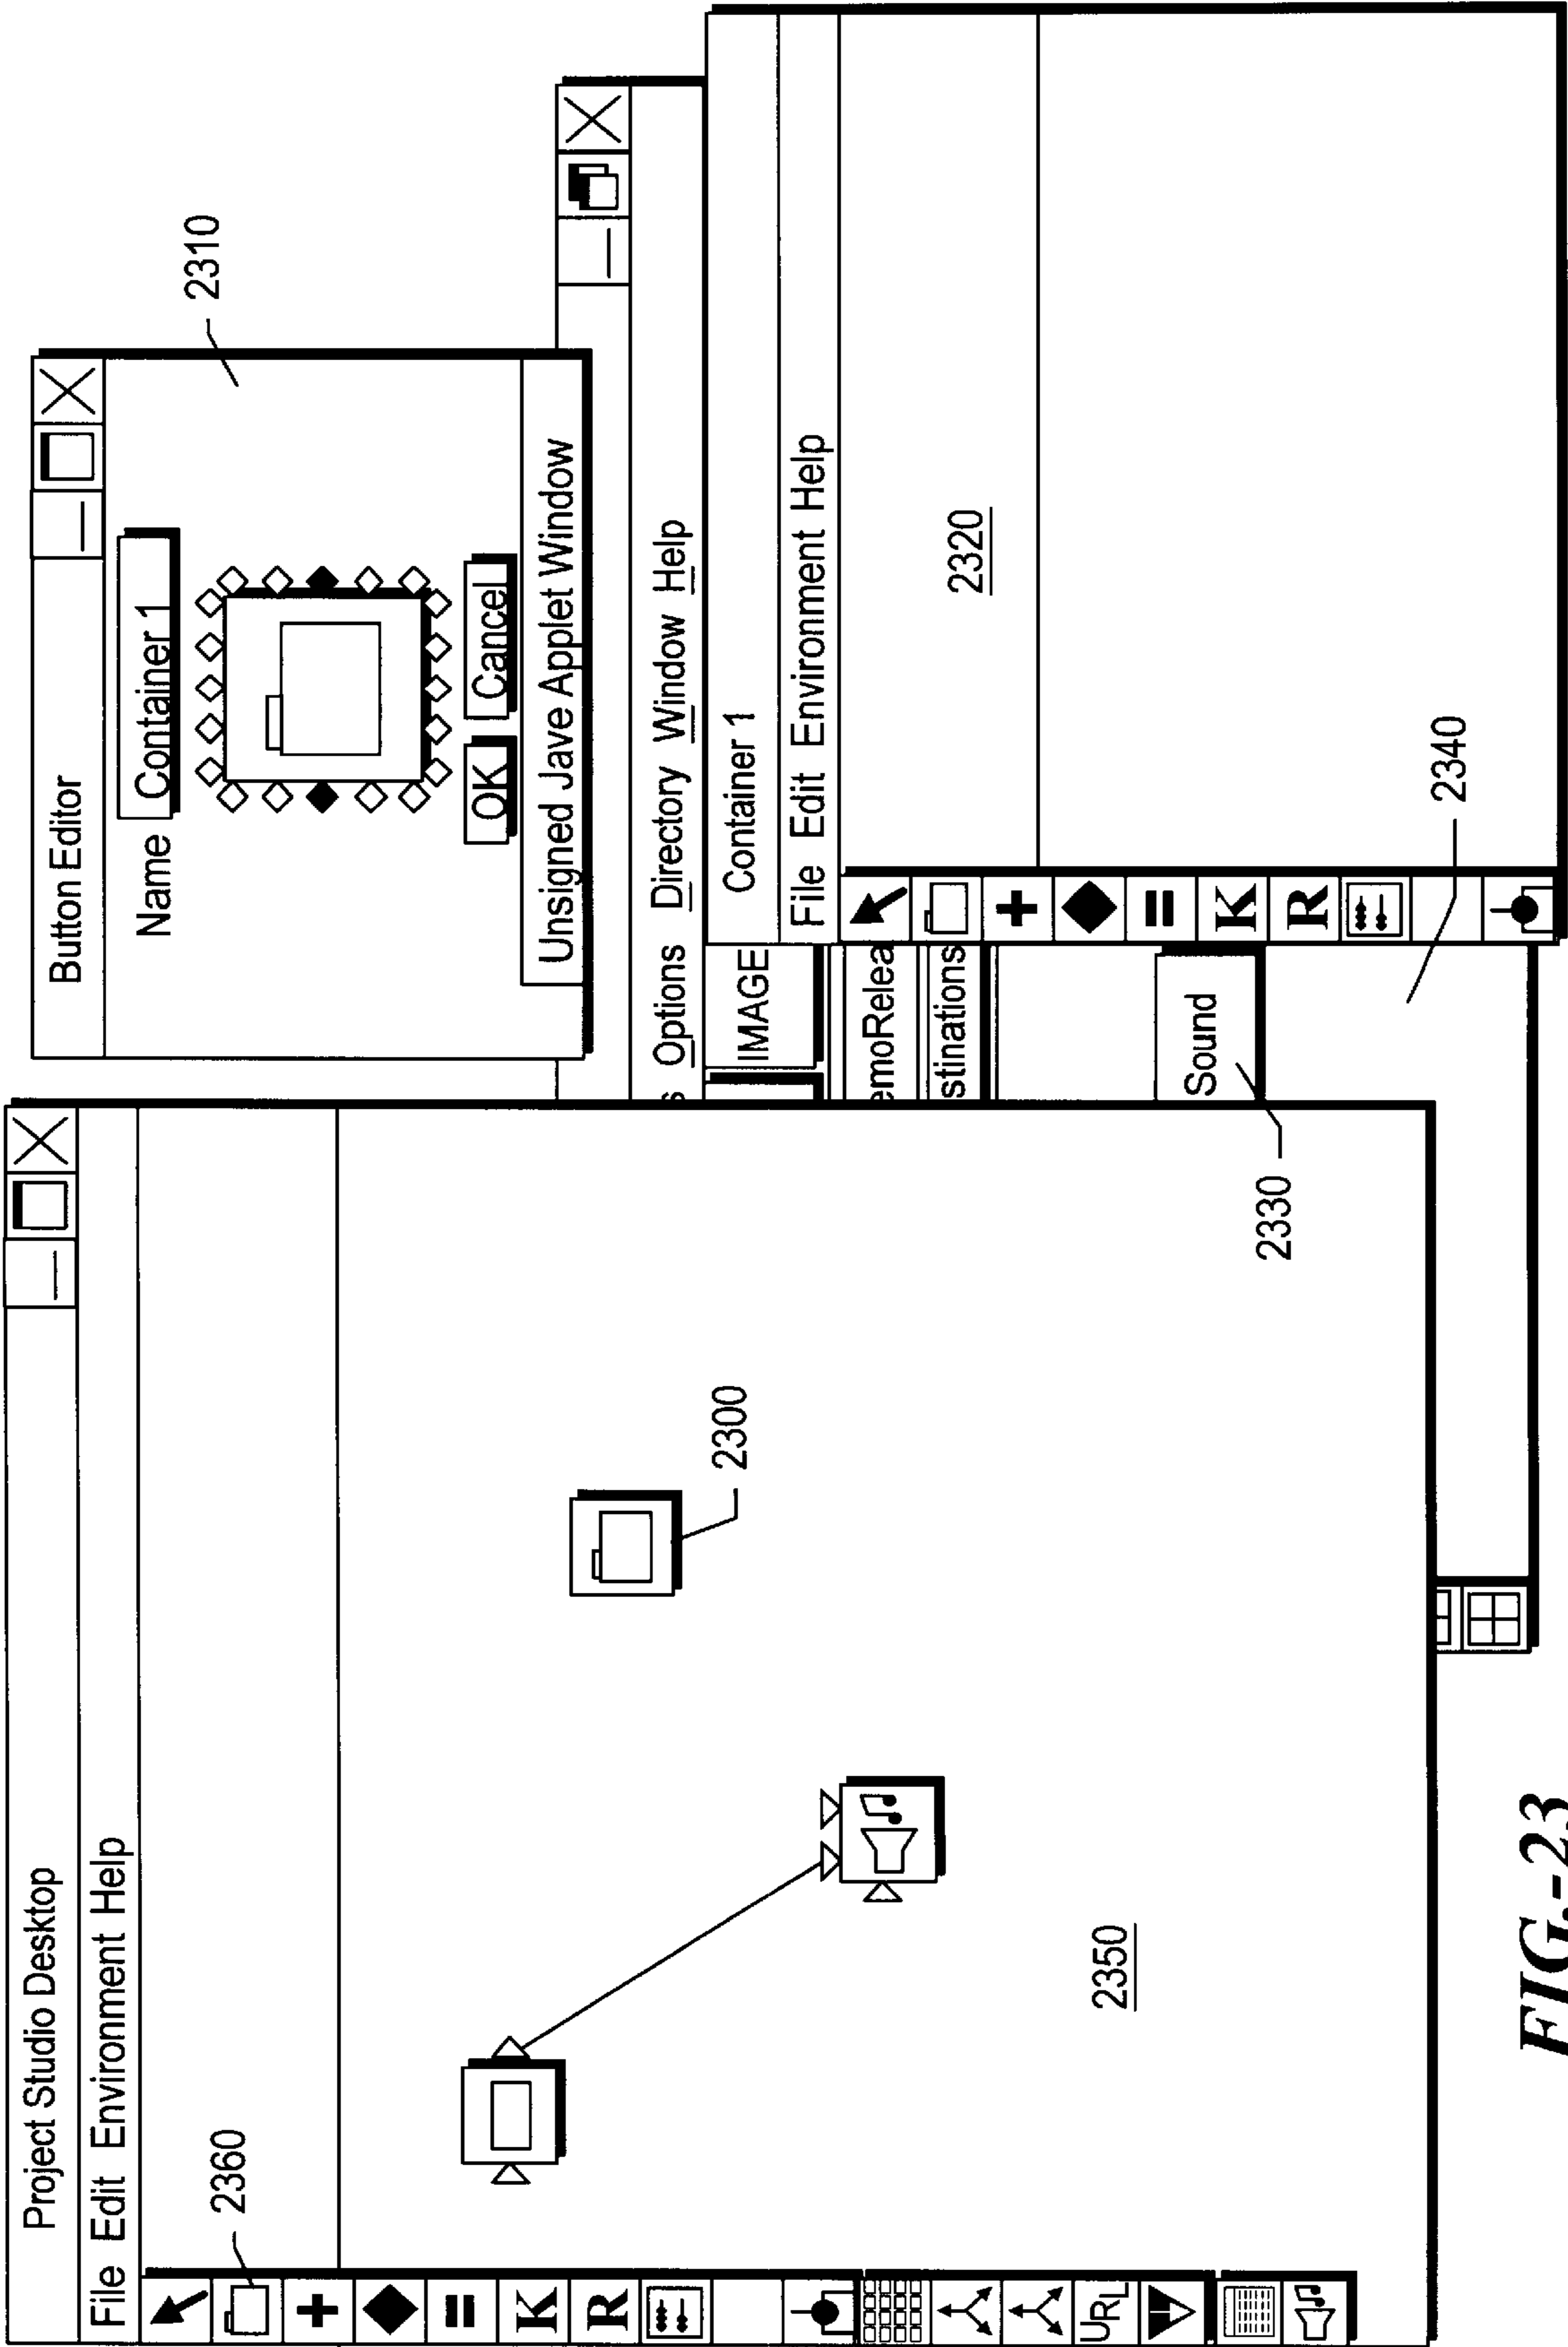 Project Studio Desktop
File Edit Environment Help
2360
K
R
URL
2350
2300
Button Editor
Name Container 1
OK Cancel
Unsigned Jave Applet Window
2310
s Options Directory Window Help
IMAGE
emoRelea
stinations
Sound
2330
2340
Container 1
File Edit Environment Help
K
R
2320
FIG.-23